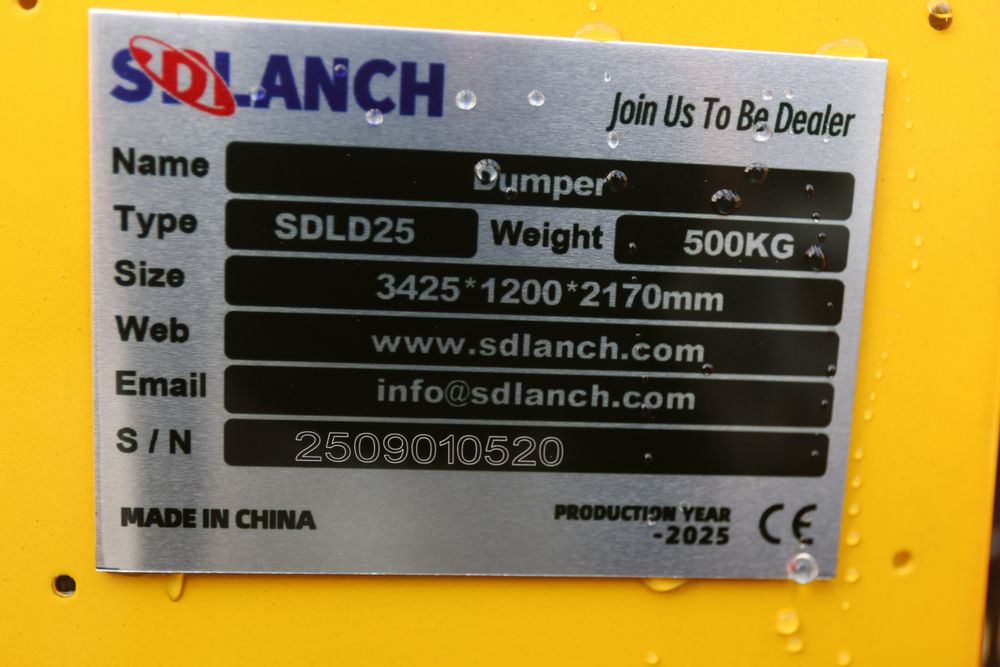 SDLANCH
Join Us To Be Dealer
Name Dumper
Type SDLD25 Weight 500KG
Size 3425*1200*2170mm
Web www.sdlanch.com
Email info@sdlanch.com
S / N 2509010520
MADE IN CHINA
PRODUCTION YEAR
-2025
CE